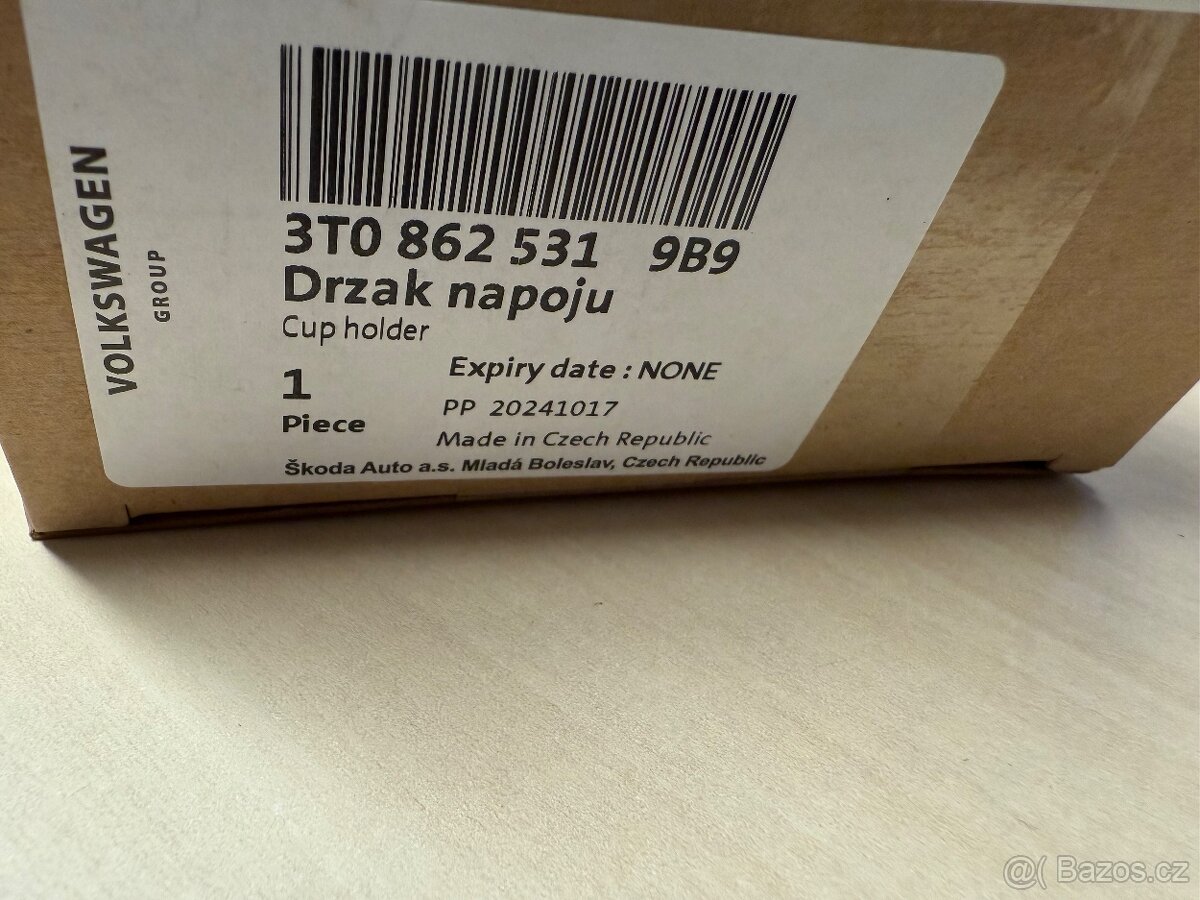 VOLKSWAGEN
GROUP
3T0 862 531 9B9
Drzak napoju
Cup holder
1
Piece
Expiry date : NONE
PP 20241017
Made in Czech Republic
Škoda Auto a.s. Mladá Boleslav, Czech Republic
@( Bazos.cz